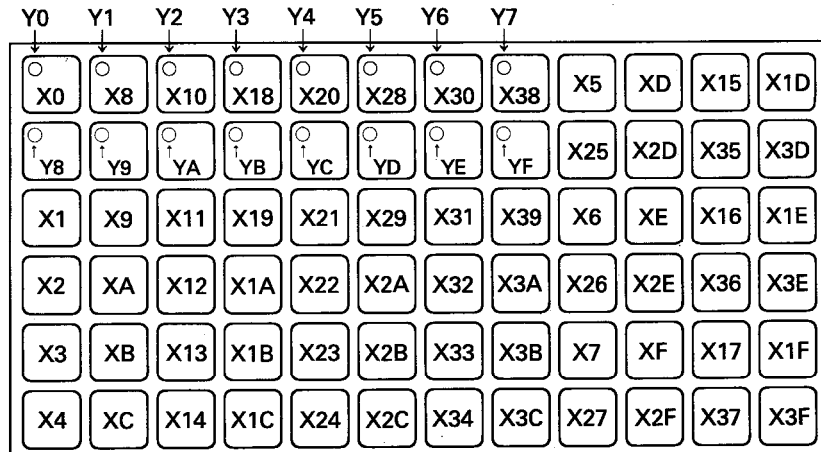 Y0 Y1 Y2 Y3 Y4 Y5 Y6 Y7
X0 X8 X10 X18 X20 X28 X30 X38 X5 XD X15 X1D
Y8 Y9 YA YB YC YD YE YF X25 X2D X35 X3D
X1 X9 X11 X19 X21 X29 X31 X39 X6 XE X16 X1E
X2 XA X12 X1A X22 X2A X32 X3A X26 X2E X36 X3E
X3 XB X13 X1B X23 X2B X33 X3B X7 XF X17 X1F
X4 XC X14 X1C X24 X2C X34 X3C X27 X2F X37 X3F